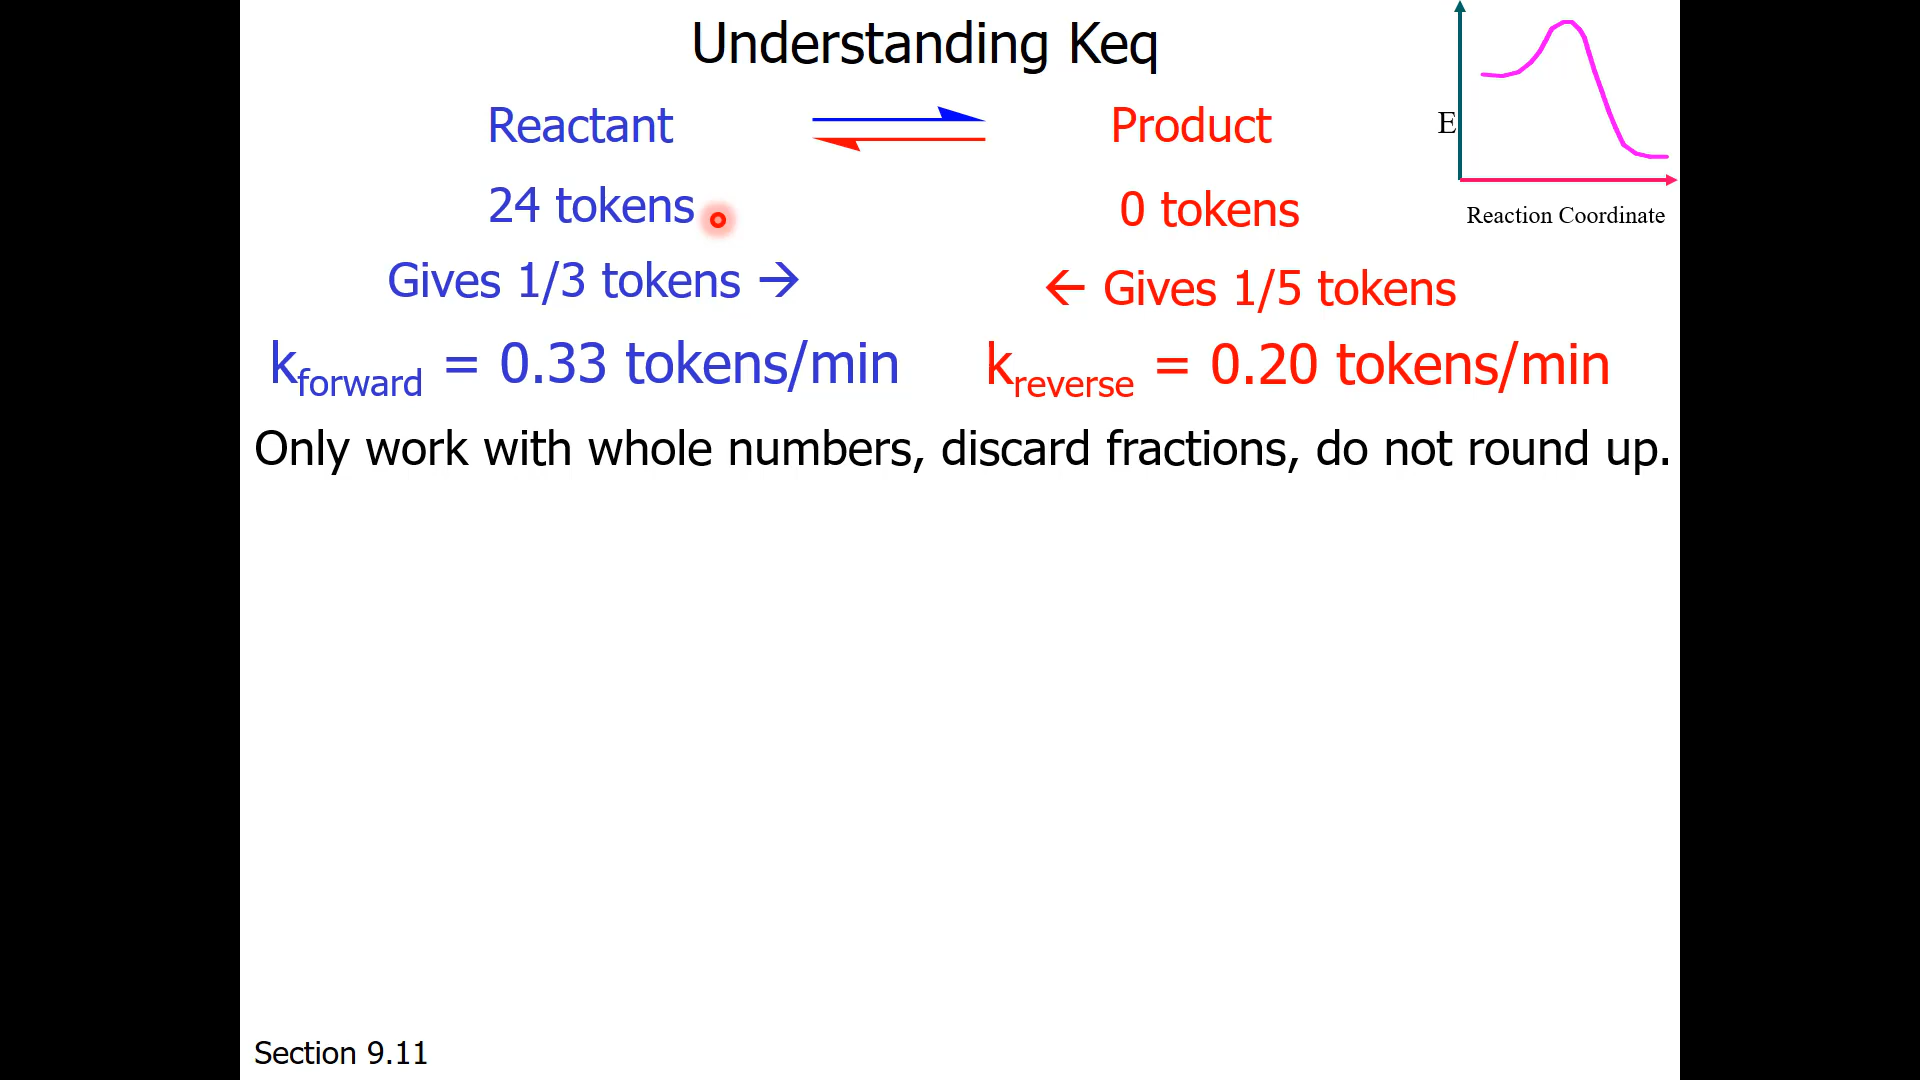 Understanding Keq
Reactant Product
E
24 tokens 0 tokens
Reaction Coordinate
Gives 1/3 tokens → ← Gives 1/5 tokens
kforward = 0.33 tokens/min kreverse = 0.20 tokens/min
Only work with whole numbers, discard fractions, do not round up.
Section 9.11